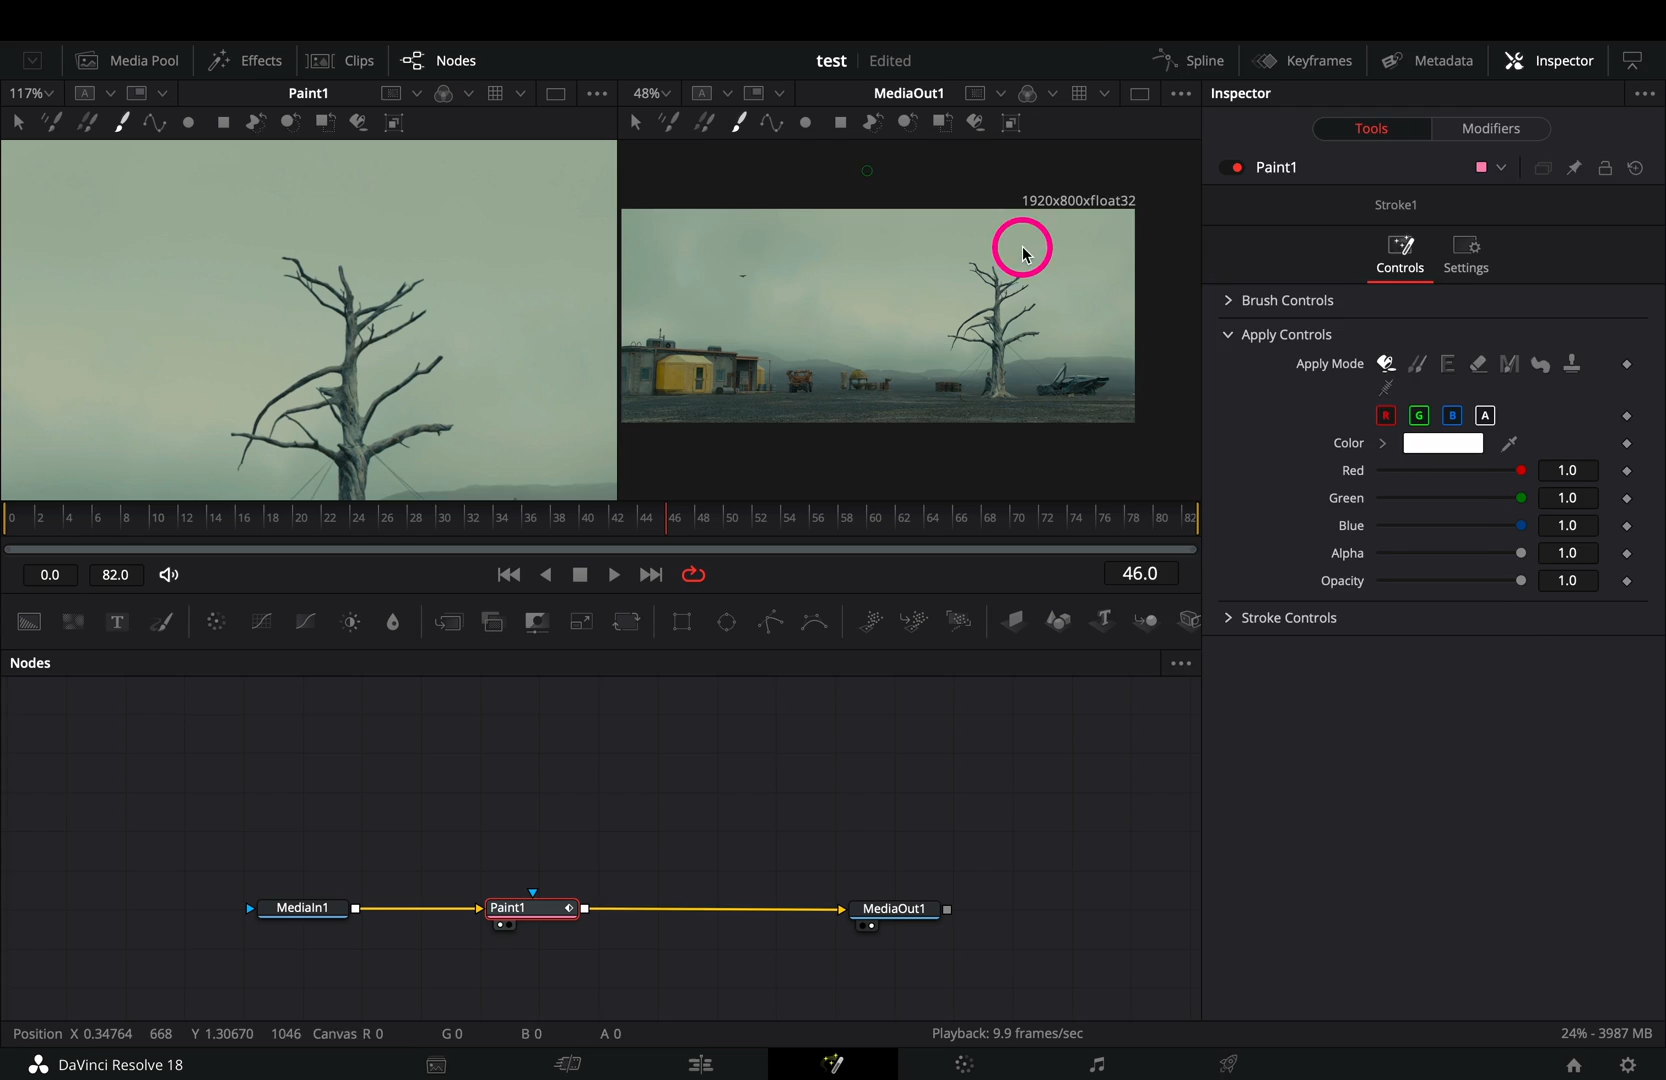 Media Pool Effects Clips Nodes test Edited Spline Keyframes Metadata Inspector
117% A Paint1 48% A MediaOut1 Inspector
Tools Modifiers
Paint1
1920x800xfloat32
Stroke1
Controls Settings
Brush Controls
Apply Controls
Apply Mode E
R G B A
Color
Red 1.0
Green 1.0
Blue 1.0
Alpha 1.0
Opacity 1.0
Stroke Controls
0 2 4 6 8 10 12 14 16 18 20 22 24 26 28 30 32 34 36 38 40 42 44 46 48 50 52 54 56 58 60 62 64 66 68 70 72 74 76 78 80 82
0.0 82.0 46.0
T T
Nodes
MediaIn1 Paint1 MediaOut1
Position X 0.34764 668 Y 1.30670 1046 Canvas R 0 G 0 B 0 A 0 Playback: 9.9 frames/sec 24% - 3987 MB
DaVinci Resolve 18